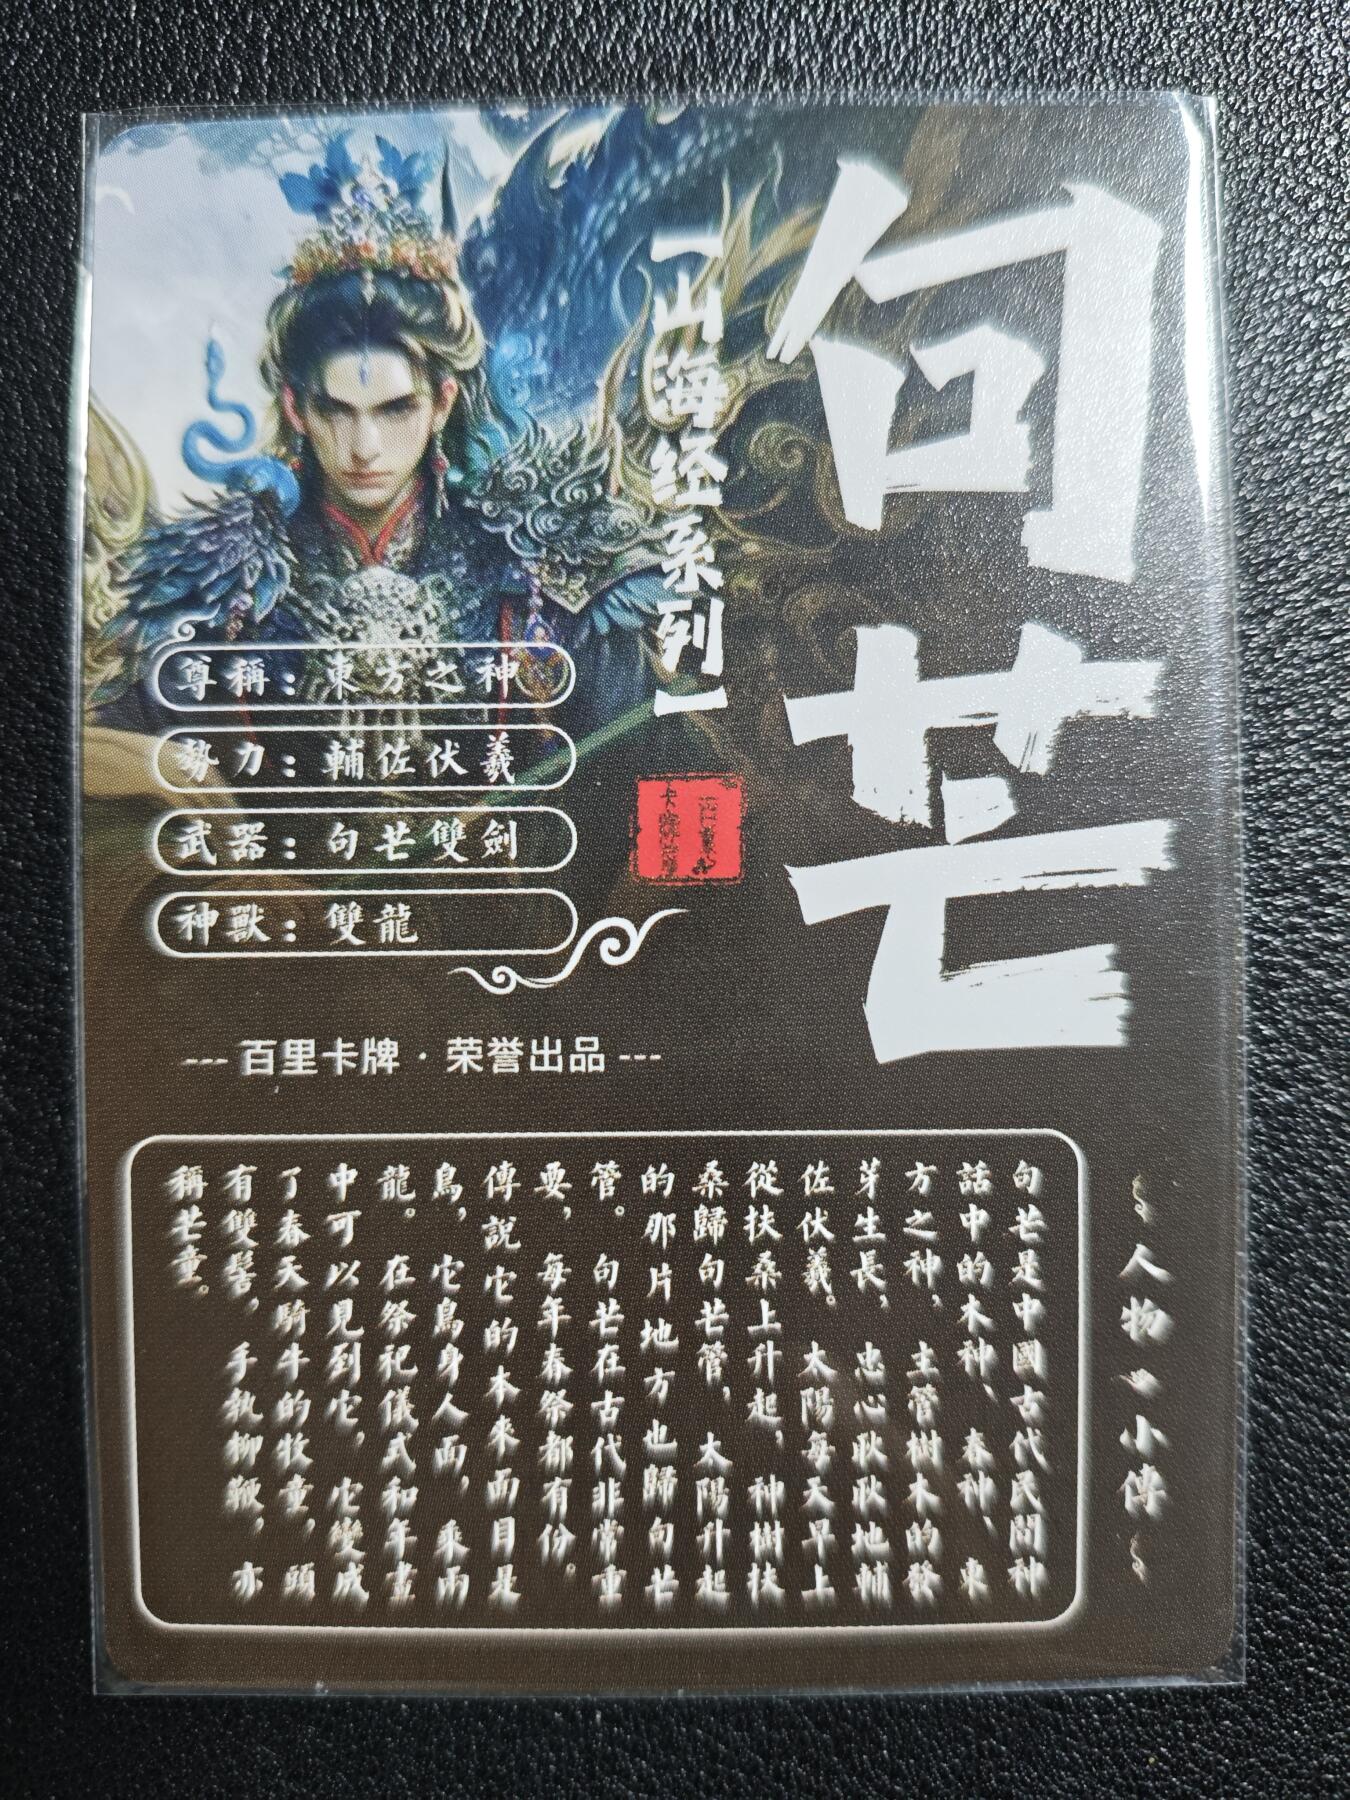 句芒
【山海经系列】
尊稱：東方之神
勢力：輔佐伏羲
武器：句芒雙劍
神獸：雙龍
--- 百里卡牌 · 荣誉出品 ---
～人物～小傳～
句芒是中國古代民間神
話中的木神、春神、東
方之神，主管樹木的發
芽生長，忠心耿耿地輔
佐伏羲。太陽每天早上
從扶桑上升起，神樹扶
桑歸句芒管，太陽升起
的那片地方也歸句芒
管。句芒在古代非常重
要，每年春祭都有份。
傳說它的本來面目是
鳥，它鳥身人面，乘兩
龍。在祭祀儀式和年畫
中可以見到它，它變成
了春天騎牛的牧童，頭
有雙髻，手執柳鞭，亦
稱芒童。